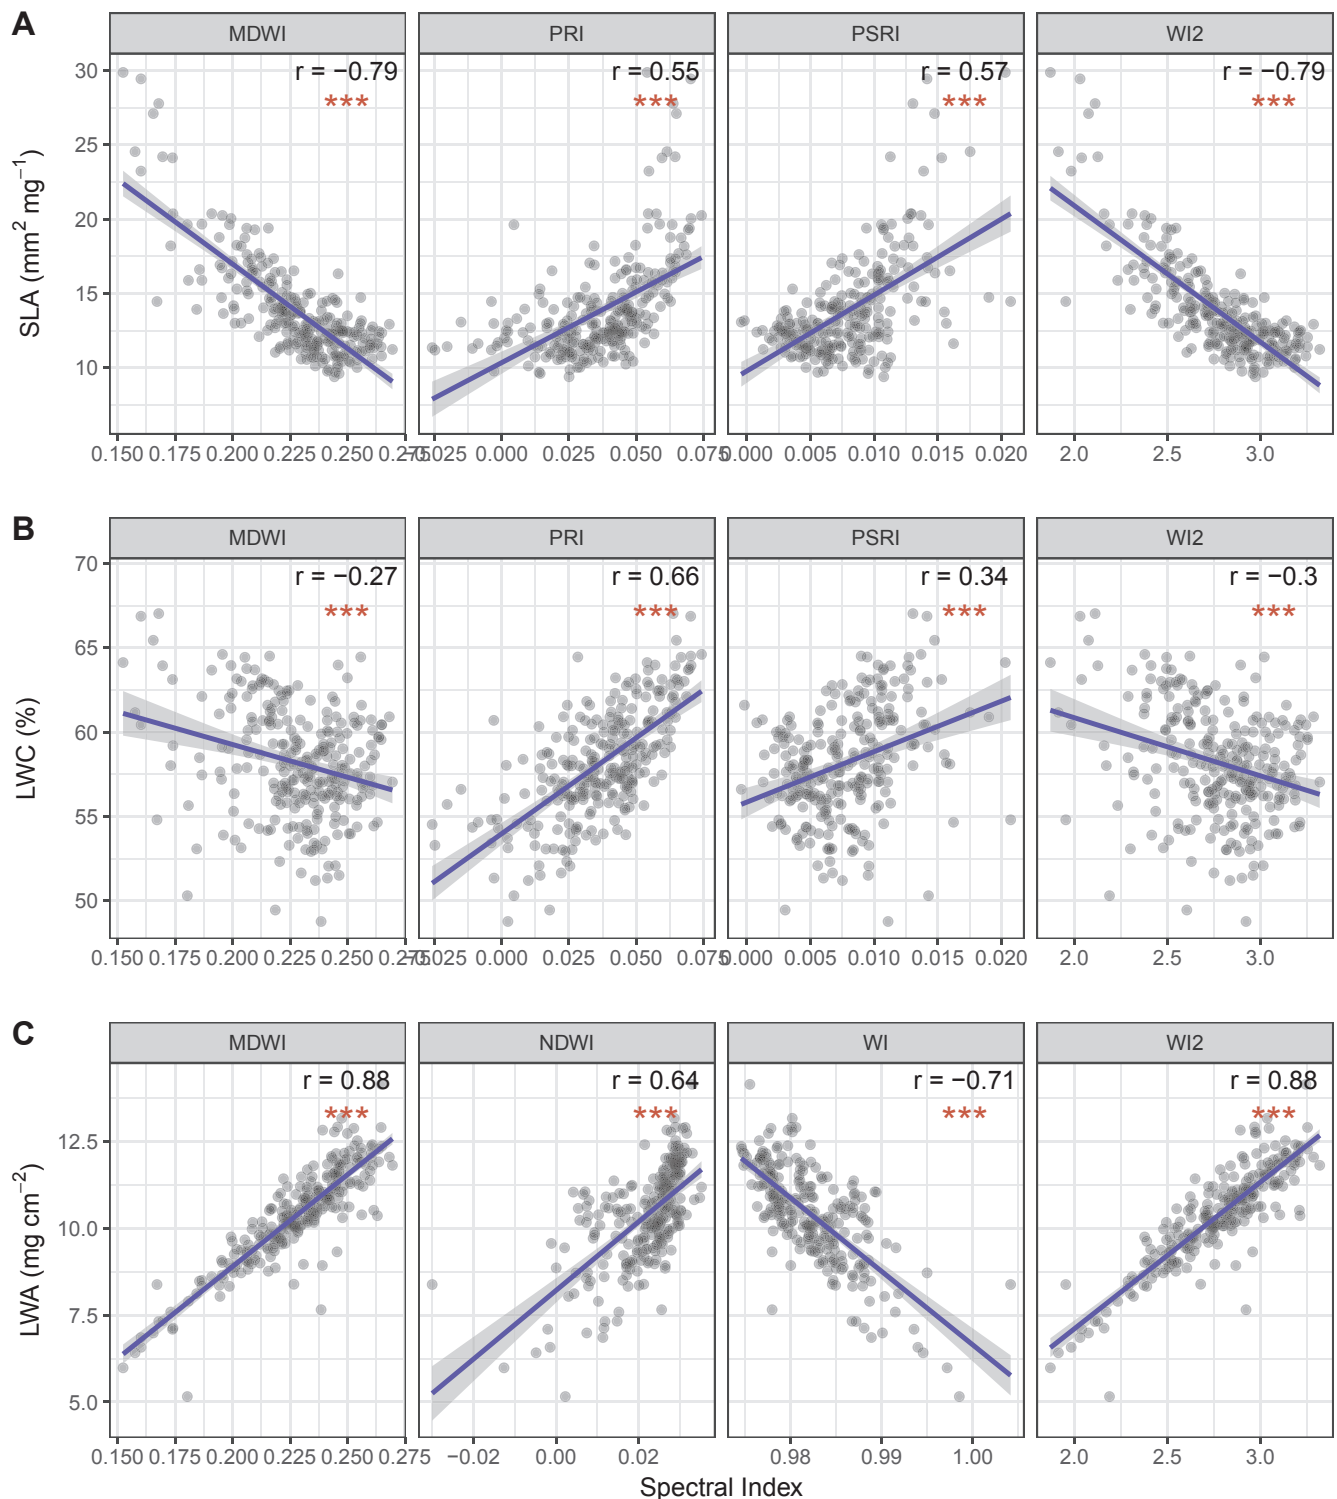 A
MDWI PRI PSRI WI2
r = −0.79 r = 0.55 r = 0.57 r = −0.79
*** *** *** ***
30
25
20
15
10
SLA (mm² mg⁻¹)
0.150 0.175 0.200 0.225 0.250 0.275 −0.025 0.000 0.025 0.050 0.075 0.000 0.005 0.010 0.015 0.020 2.0 2.5 3.0
B
MDWI PRI PSRI WI2
r = −0.27 r = 0.66 r = 0.34 r = −0.3
*** *** *** ***
70
65
60
55
50
LWC (%)
0.150 0.175 0.200 0.225 0.250 0.275 −0.025 0.000 0.025 0.050 0.075 0.000 0.005 0.010 0.015 0.020 2.0 2.5 3.0
C
MDWI NDWI WI WI2
r = 0.88 r = 0.64 r = −0.71 r = 0.88
*** *** *** ***
12.5
10.0
7.5
5.0
LWA (mg cm⁻²)
0.150 0.175 0.200 0.225 0.250 0.275 −0.02 0.00 0.02 0.98 0.99 1.00 2.0 2.5 3.0
Spectral Index